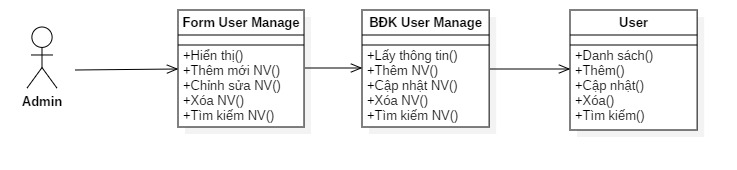 Admin
Form User Manage
+Hiển thị()
+Thêm mới NV()
+Chỉnh sửa NV()
+Xóa NV()
+Tìm kiếm NV()
BĐK User Manage
+Lấy thông tin()
+Thêm NV()
+Cập nhật NV()
+Xóa NV()
+Tìm kiếm NV()
User
+Danh sách()
+Thêm()
+Cập nhật()
+Xóa()
+Tìm kiếm()